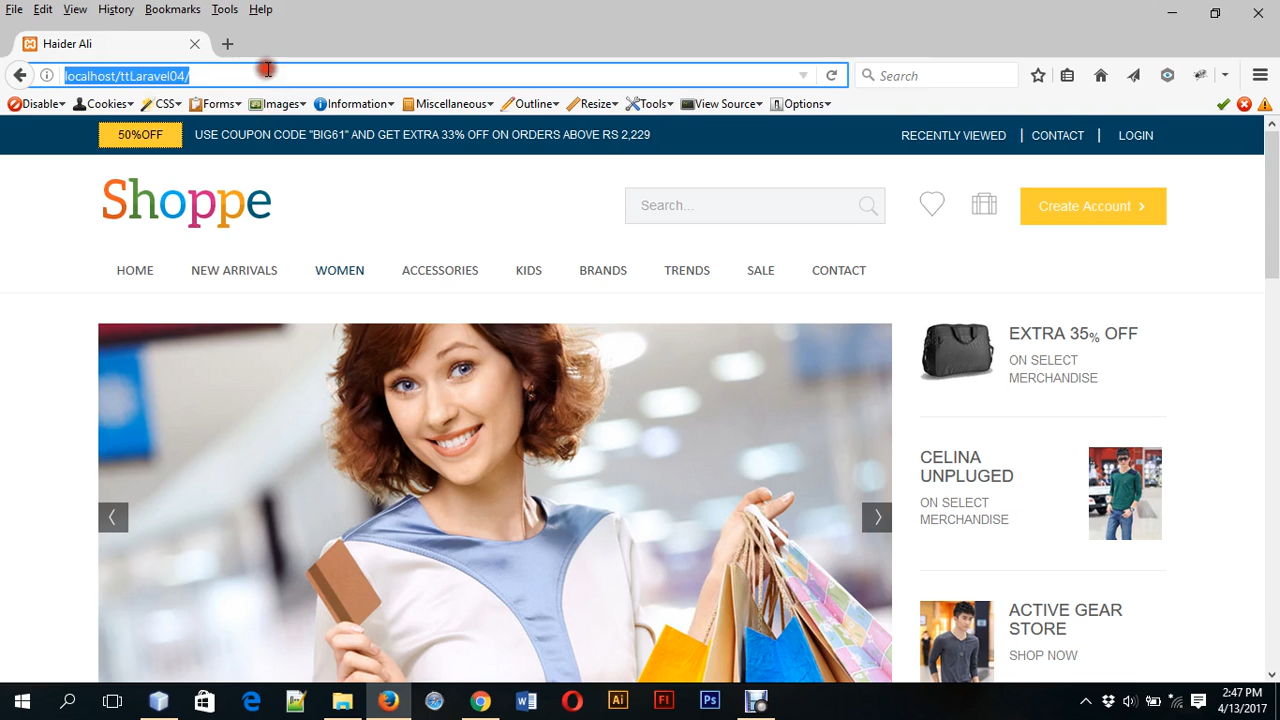 File Edit View History Bookmarks Tools Help
Haider Ali
localhost/ttLaravel04/
Search
Disable Cookies CSS Forms Images Information Miscellaneous Outline Resize Tools View Source Options
50%OFF USE COUPON CODE "BIG61" AND GET EXTRA 33% OFF ON ORDERS ABOVE RS 2,229 RECENTLY VIEWED | CONTACT | LOGIN
Shoppe
Search...
Create Account
HOME NEW ARRIVALS WOMEN ACCESSORIES KIDS BRANDS TRENDS SALE CONTACT
EXTRA 35% OFF
ON SELECT
MERCHANDISE
CELINA
UNPLUGED
ON SELECT
MERCHANDISE
ACTIVE GEAR
STORE
SHOP NOW
W Ai Fl Ps
2:47 PM
4/13/2017